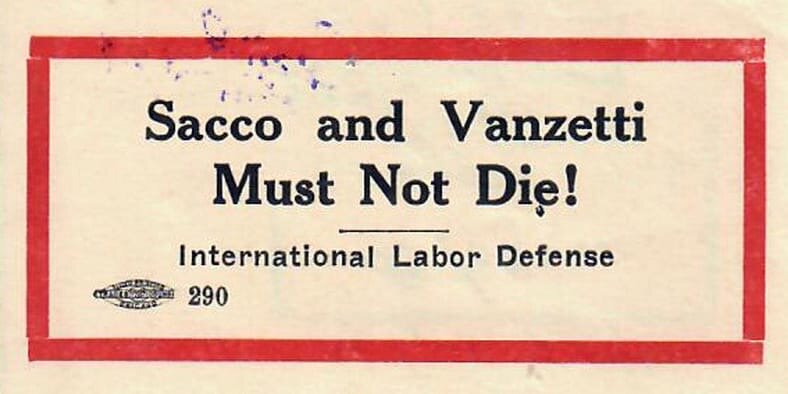 Sacco and Vanzetti
Must Not Die!
International Labor Defense
290